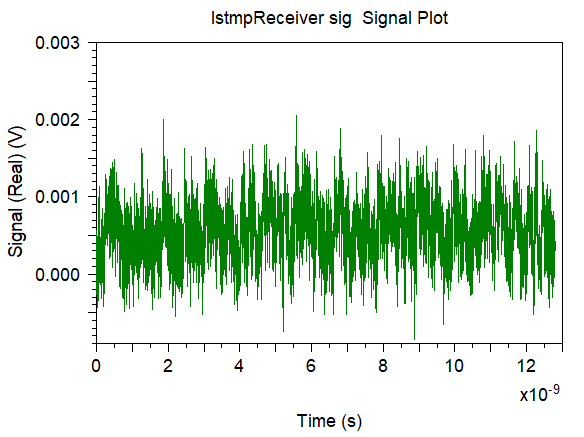 lstmpReceiver sig  Signal Plot
Signal (Real) (V)
0.003
0.002
0.001
0.000
0 2 4 6 8 10 12
x10-9
Time (s)